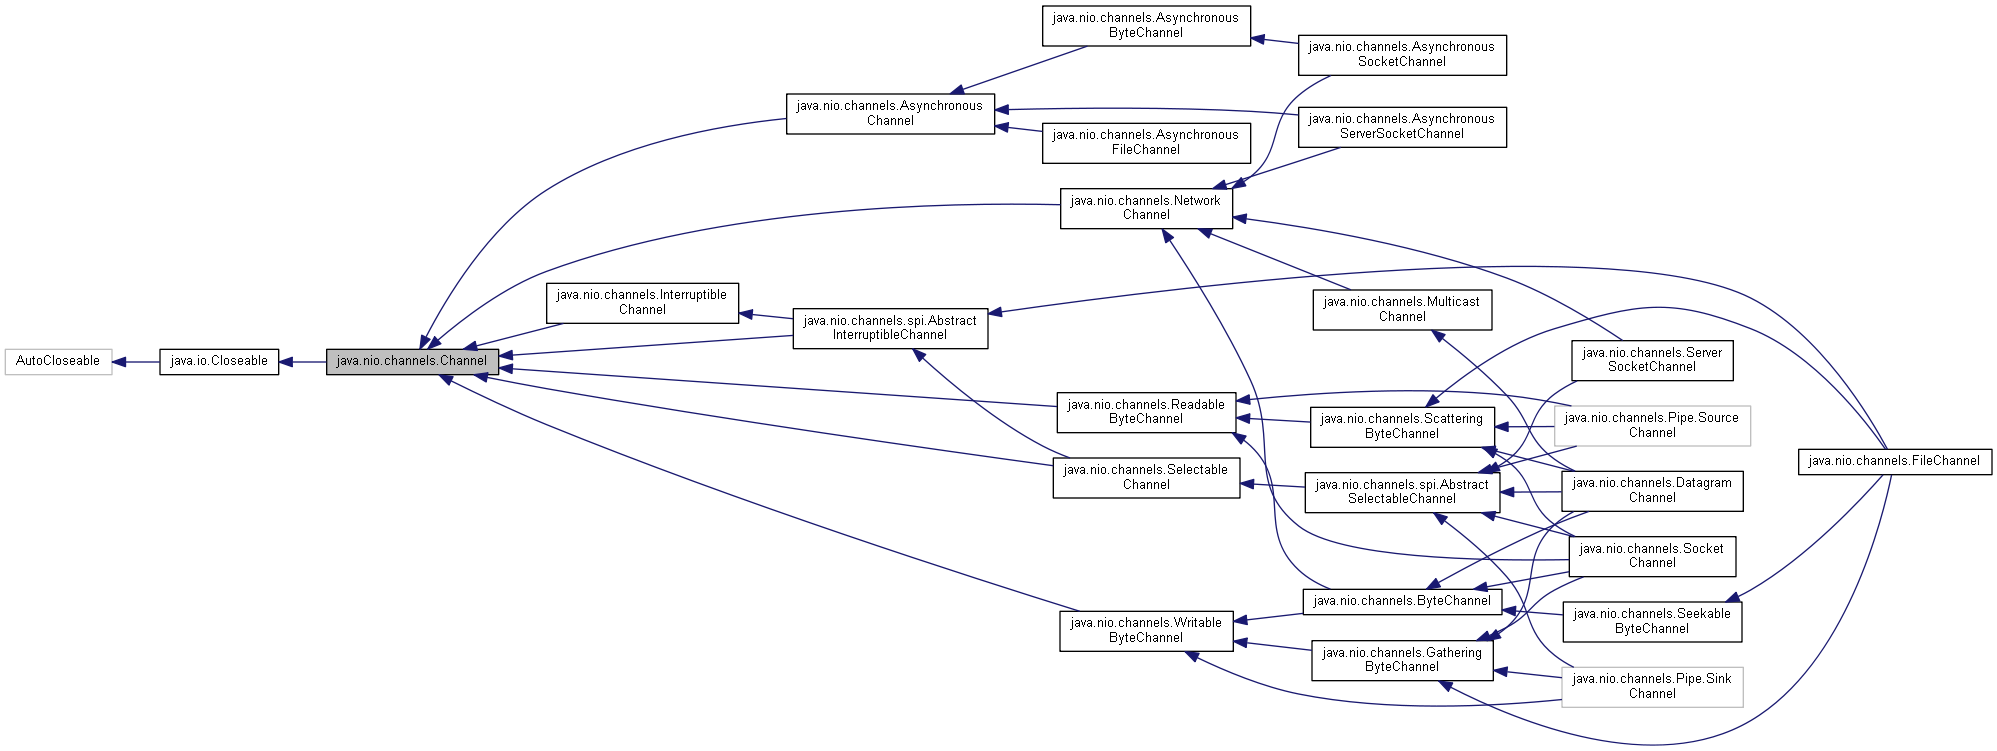 java.nio.channels.Asynchronous
ByteChannel
java.nio.channels.Asynchronous
SocketChannel
java.nio.channels.Asynchronous
Channel
java.nio.channels.Asynchronous
ServerSocketChannel
java.nio.channels.Asynchronous
FileChannel
java.nio.channels.Network
Channel
java.nio.channels.Interruptible
Channel
java.nio.channels.Multicast
Channel
java.nio.channels.spi.Abstract
InterruptibleChannel
AutoCloseable
java.io.Closeable
java.nio.channels.Channel
java.nio.channels.Server
SocketChannel
java.nio.channels.Readable
ByteChannel
java.nio.channels.Scattering
ByteChannel
java.nio.channels.Pipe.Source
Channel
java.nio.channels.FileChannel
java.nio.channels.Selectable
Channel
java.nio.channels.spi.Abstract
SelectableChannel
java.nio.channels.Datagram
Channel
java.nio.channels.Socket
Channel
java.nio.channels.ByteChannel
java.nio.channels.Seekable
ByteChannel
java.nio.channels.Writable
ByteChannel
java.nio.channels.Gathering
ByteChannel
java.nio.channels.Pipe.Sink
Channel